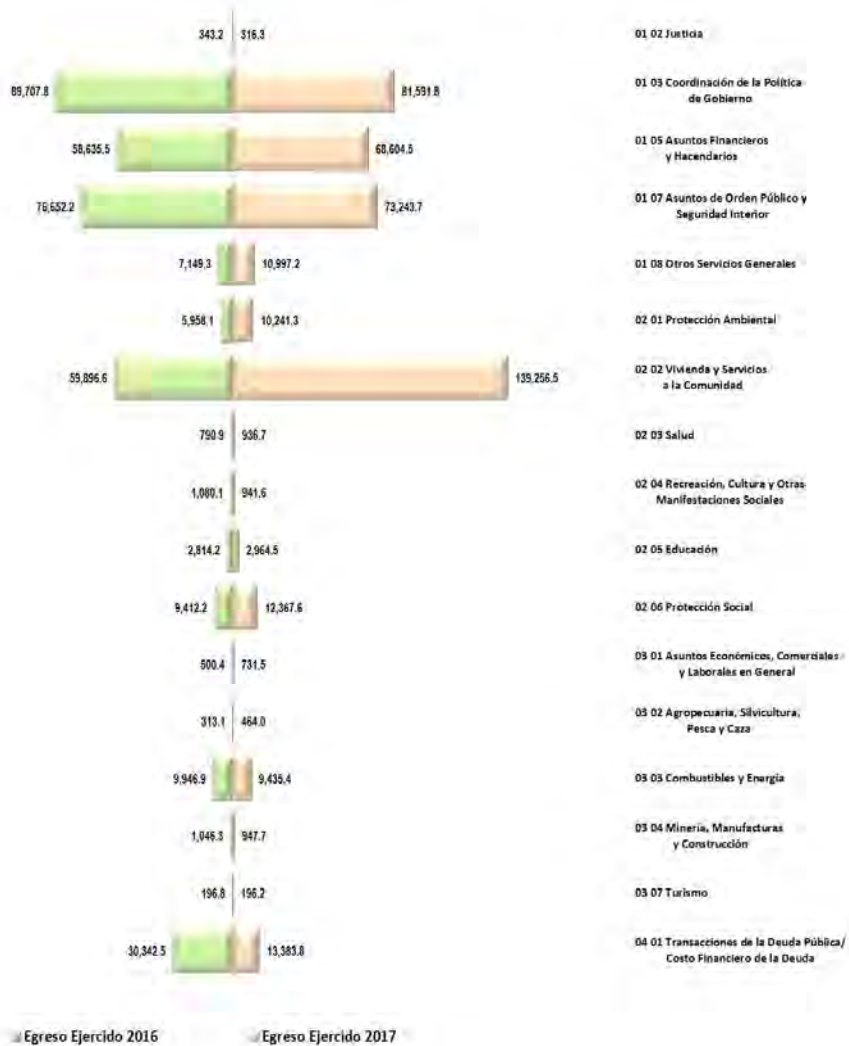 343.2 316.3 01 02 Justicia
89,707.8 81,591.8 01 03 Coordinación de la Política
de Gobierno
58,635.5 68,604.5 01 05 Asuntos Financieros
y Hacendarios
76,652.2 73,243.7 01 07 Asuntos de Orden Público y
Seguridad Interior
7,149.3 10,997.2 01 08 Otros Servicios Generales
5,958.1 10,241.3 02 01 Protección Ambiental
59,896.6 139,256.5 02 02 Vivienda y Servicios
a la Comunidad
790.9 936.7 02 03 Salud
1,080.1 941.6 02 04 Recreación, Cultura y Otras
Manifestaciones Sociales
2,814.2 2,964.5 02 05 Educación
9,412.2 12,367.6 02 06 Protección Social
500.4 731.5 03 01 Asuntos Económicos, Comerciales
y Laborales en General
313.1 464.0 03 02 Agropecuaria, Silvicultura,
Pesca y Caza
9,946.9 9,435.4 03 03 Combustibles y Energía
1,046.3 947.7 03 04 Minería, Manufacturas
y Construcción
196.8 196.2 03 07 Turismo
30,342.5 13,383.8 04 01 Transacciones de la Deuda Pública/
Costo Financiero de la Deuda
Egreso Ejercido 2016 Egreso Ejercido 2017